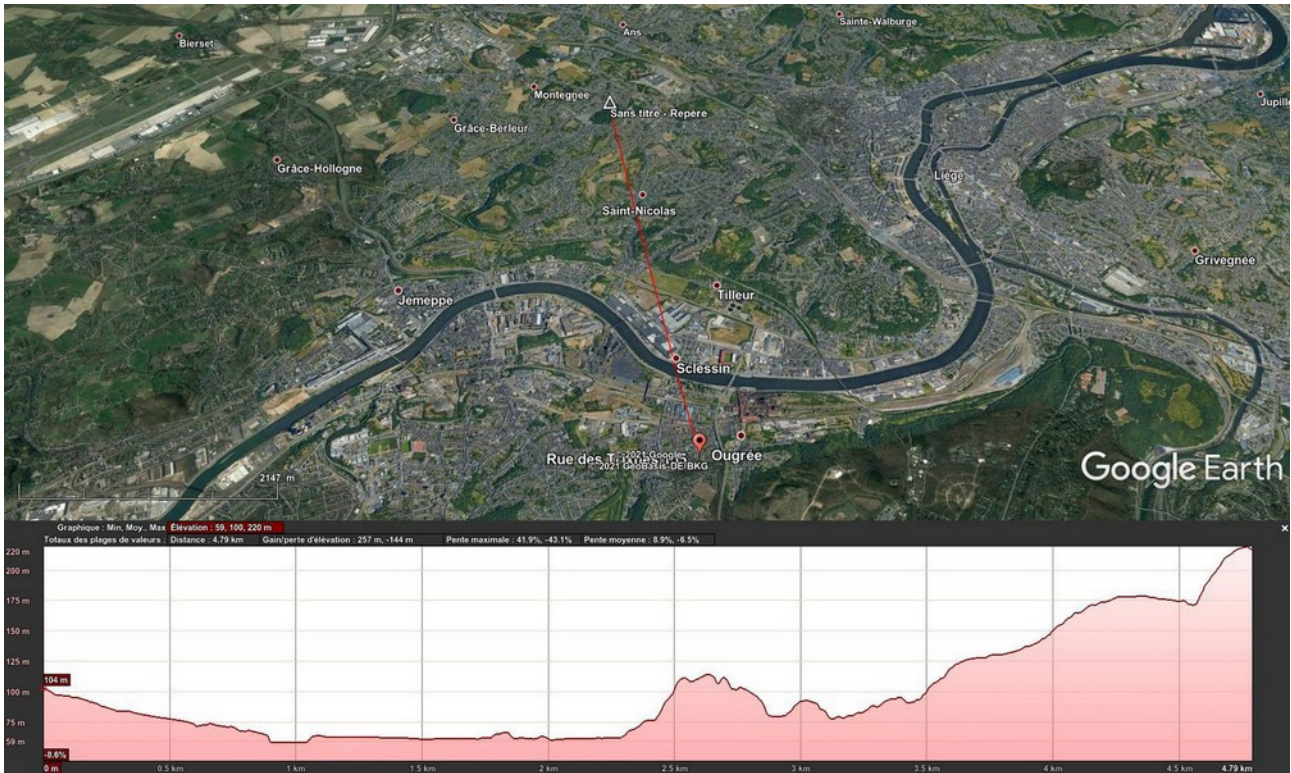 Bierset
Ans
Sainte-Walburge
Montegnée
Jupille
Sans titre - Repère
Grâce-Berleur
Grâce-Hollogne
Liège
Saint-Nicolas
Grivegnée
Jemeppe
Tilleur
Sclessin
Rue des T
Ougrée
© 2021 Google
© 2021 GeoBasis-DE/BKG
Google Earth
2147 m
Graphique : Min, Moy., Max Élévation : 59, 100, 220 m
Totaux des plages de valeurs : Distance : 4.79 km Gain/perte d'élévation : 257 m, -144 m Pente maximale : 41.9%, -43.1% Pente moyenne : 8.9%, -6.5%
220 m
200 m
175 m
150 m
125 m
104 m
100 m
75 m
59 m
-8.6%
0 m 0.5 km 1 km 1.5 km 2 km 2.5 km 3 km 3.5 km 4 km 4.5 km 4.79 km